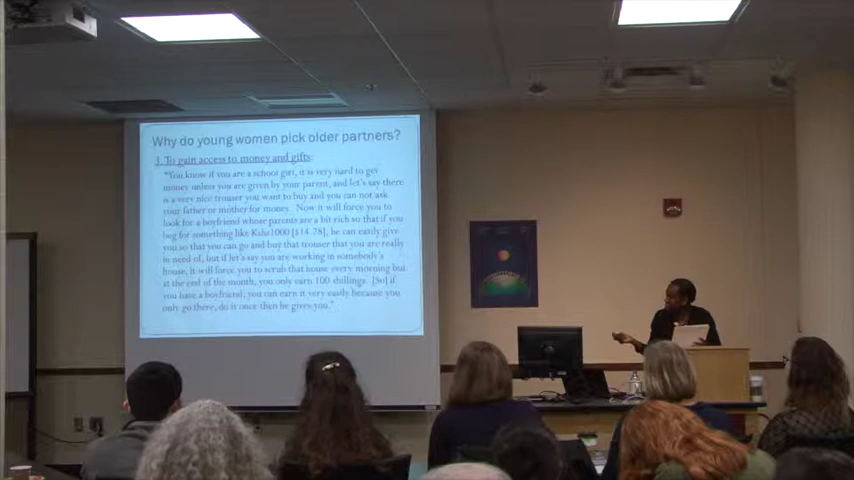 Why do young women pick older partners?
1. To gain access to money and gifts:
"You know if you are a school girl, it is very hard to get
money unless you are given by your parent, and let's say there
is a very nice trouser you want to buy and you can not ask
your father or mother for money. Now it will force you to
look for a boyfriend whose parents are a bit rich so that if you
beg for something like Kshs1000 [$14.28], he can easily give
you so that you can go and buy that trouser that you are really
in need of, but if let's say you are working in somebody's
house, it will force you to scrub that house every morning but
at the end of the month, you only earn 100 shillings. [So] if
you have a boyfriend, you can earn it very easily because you
only go there, do it once then he gives you."